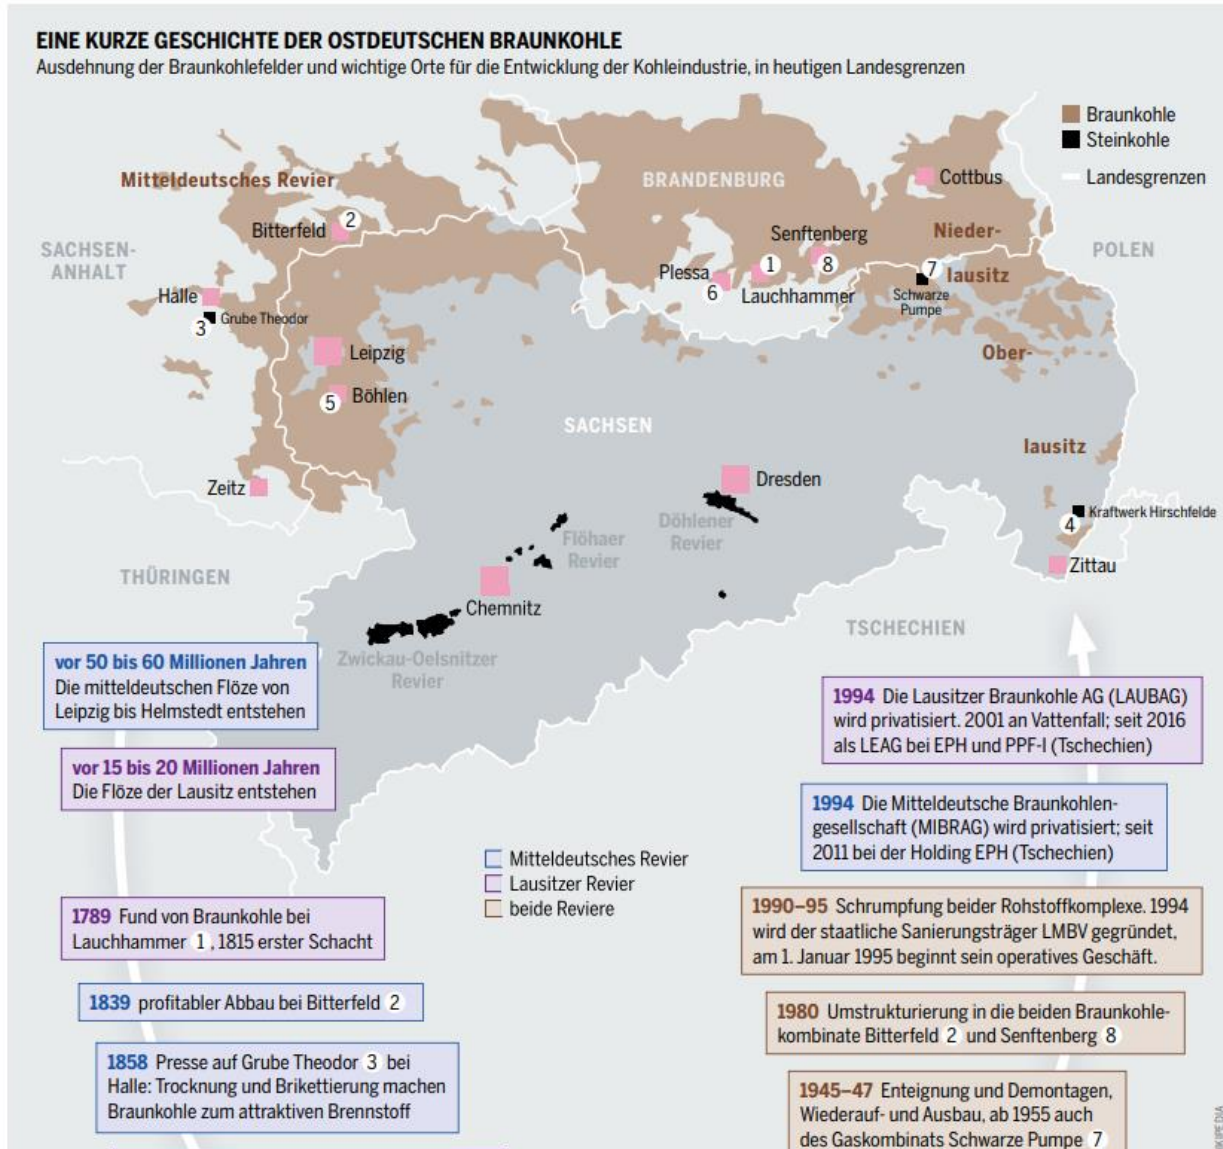 EINE KURZE GESCHICHTE DER OSTDEUTSCHEN BRAUNKOHLE
Ausdehnung der Braunkohlefelder und wichtige Orte für die Entwicklung der Kohleindustrie, in heutigen Landesgrenzen
Braunkohle
Steinkohle
Landesgrenzen
Mitteldeutsches Revier
BRANDENBURG
Cottbus
Bitterfeld 2
SACHSEN-
ANHALT
Senftenberg
8
Nieder-
lausitz
POLEN
Plessa
6
1
Lauchhammer
7
Schwarze
Pumpe
Halle
3 Grube Theodor
Leipzig
Ober-
lausitz
5 Böhlen
SACHSEN
Zeitz
Dresden
Döhlener
Revier
Flöhaer
Revier
Kraftwerk Hirschfelde
4
Zittau
THÜRINGEN
Chemnitz
TSCHECHIEN
Zwickau-Oelsnitzer
Revier
vor 50 bis 60 Millionen Jahren
Die mitteldeutschen Flöze von
Leipzig bis Helmstedt entstehen
vor 15 bis 20 Millionen Jahren
Die Flöze der Lausitz entstehen
1789 Fund von Braunkohle bei
Lauchhammer 1, 1815 erster Schacht
1839 profitabler Abbau bei Bitterfeld 2
1858 Presse auf Grube Theodor 3 bei
Halle: Trocknung und Brikettierung machen
Braunkohle zum attraktiven Brennstoff
Mitteldeutsches Revier
Lausitzer Revier
beide Reviere
1994 Die Lausitzer Braunkohle AG (LAUBAG)
wird privatisiert. 2001 an Vattenfall; seit 2016
als LEAG bei EPH und PPF-I (Tschechien)
1994 Die Mitteldeutsche Braunkohlen-
gesellschaft (MIBRAG) wird privatisiert; seit
2011 bei der Holding EPH (Tschechien)
1990–95 Schrumpfung beider Rohstoffkomplexe. 1994
wird der staatliche Sanierungsträger LMBV gegründet,
am 1. Januar 1995 beginnt sein operatives Geschäft.
1980 Umstrukturierung in die beiden Braunkohle-
kombinate Bitterfeld 2 und Senftenberg 8
1945–47 Enteignung und Demontagen,
Wiederauf- und Ausbau, ab 1955 auch
des Gaskombinats Schwarze Pumpe 7